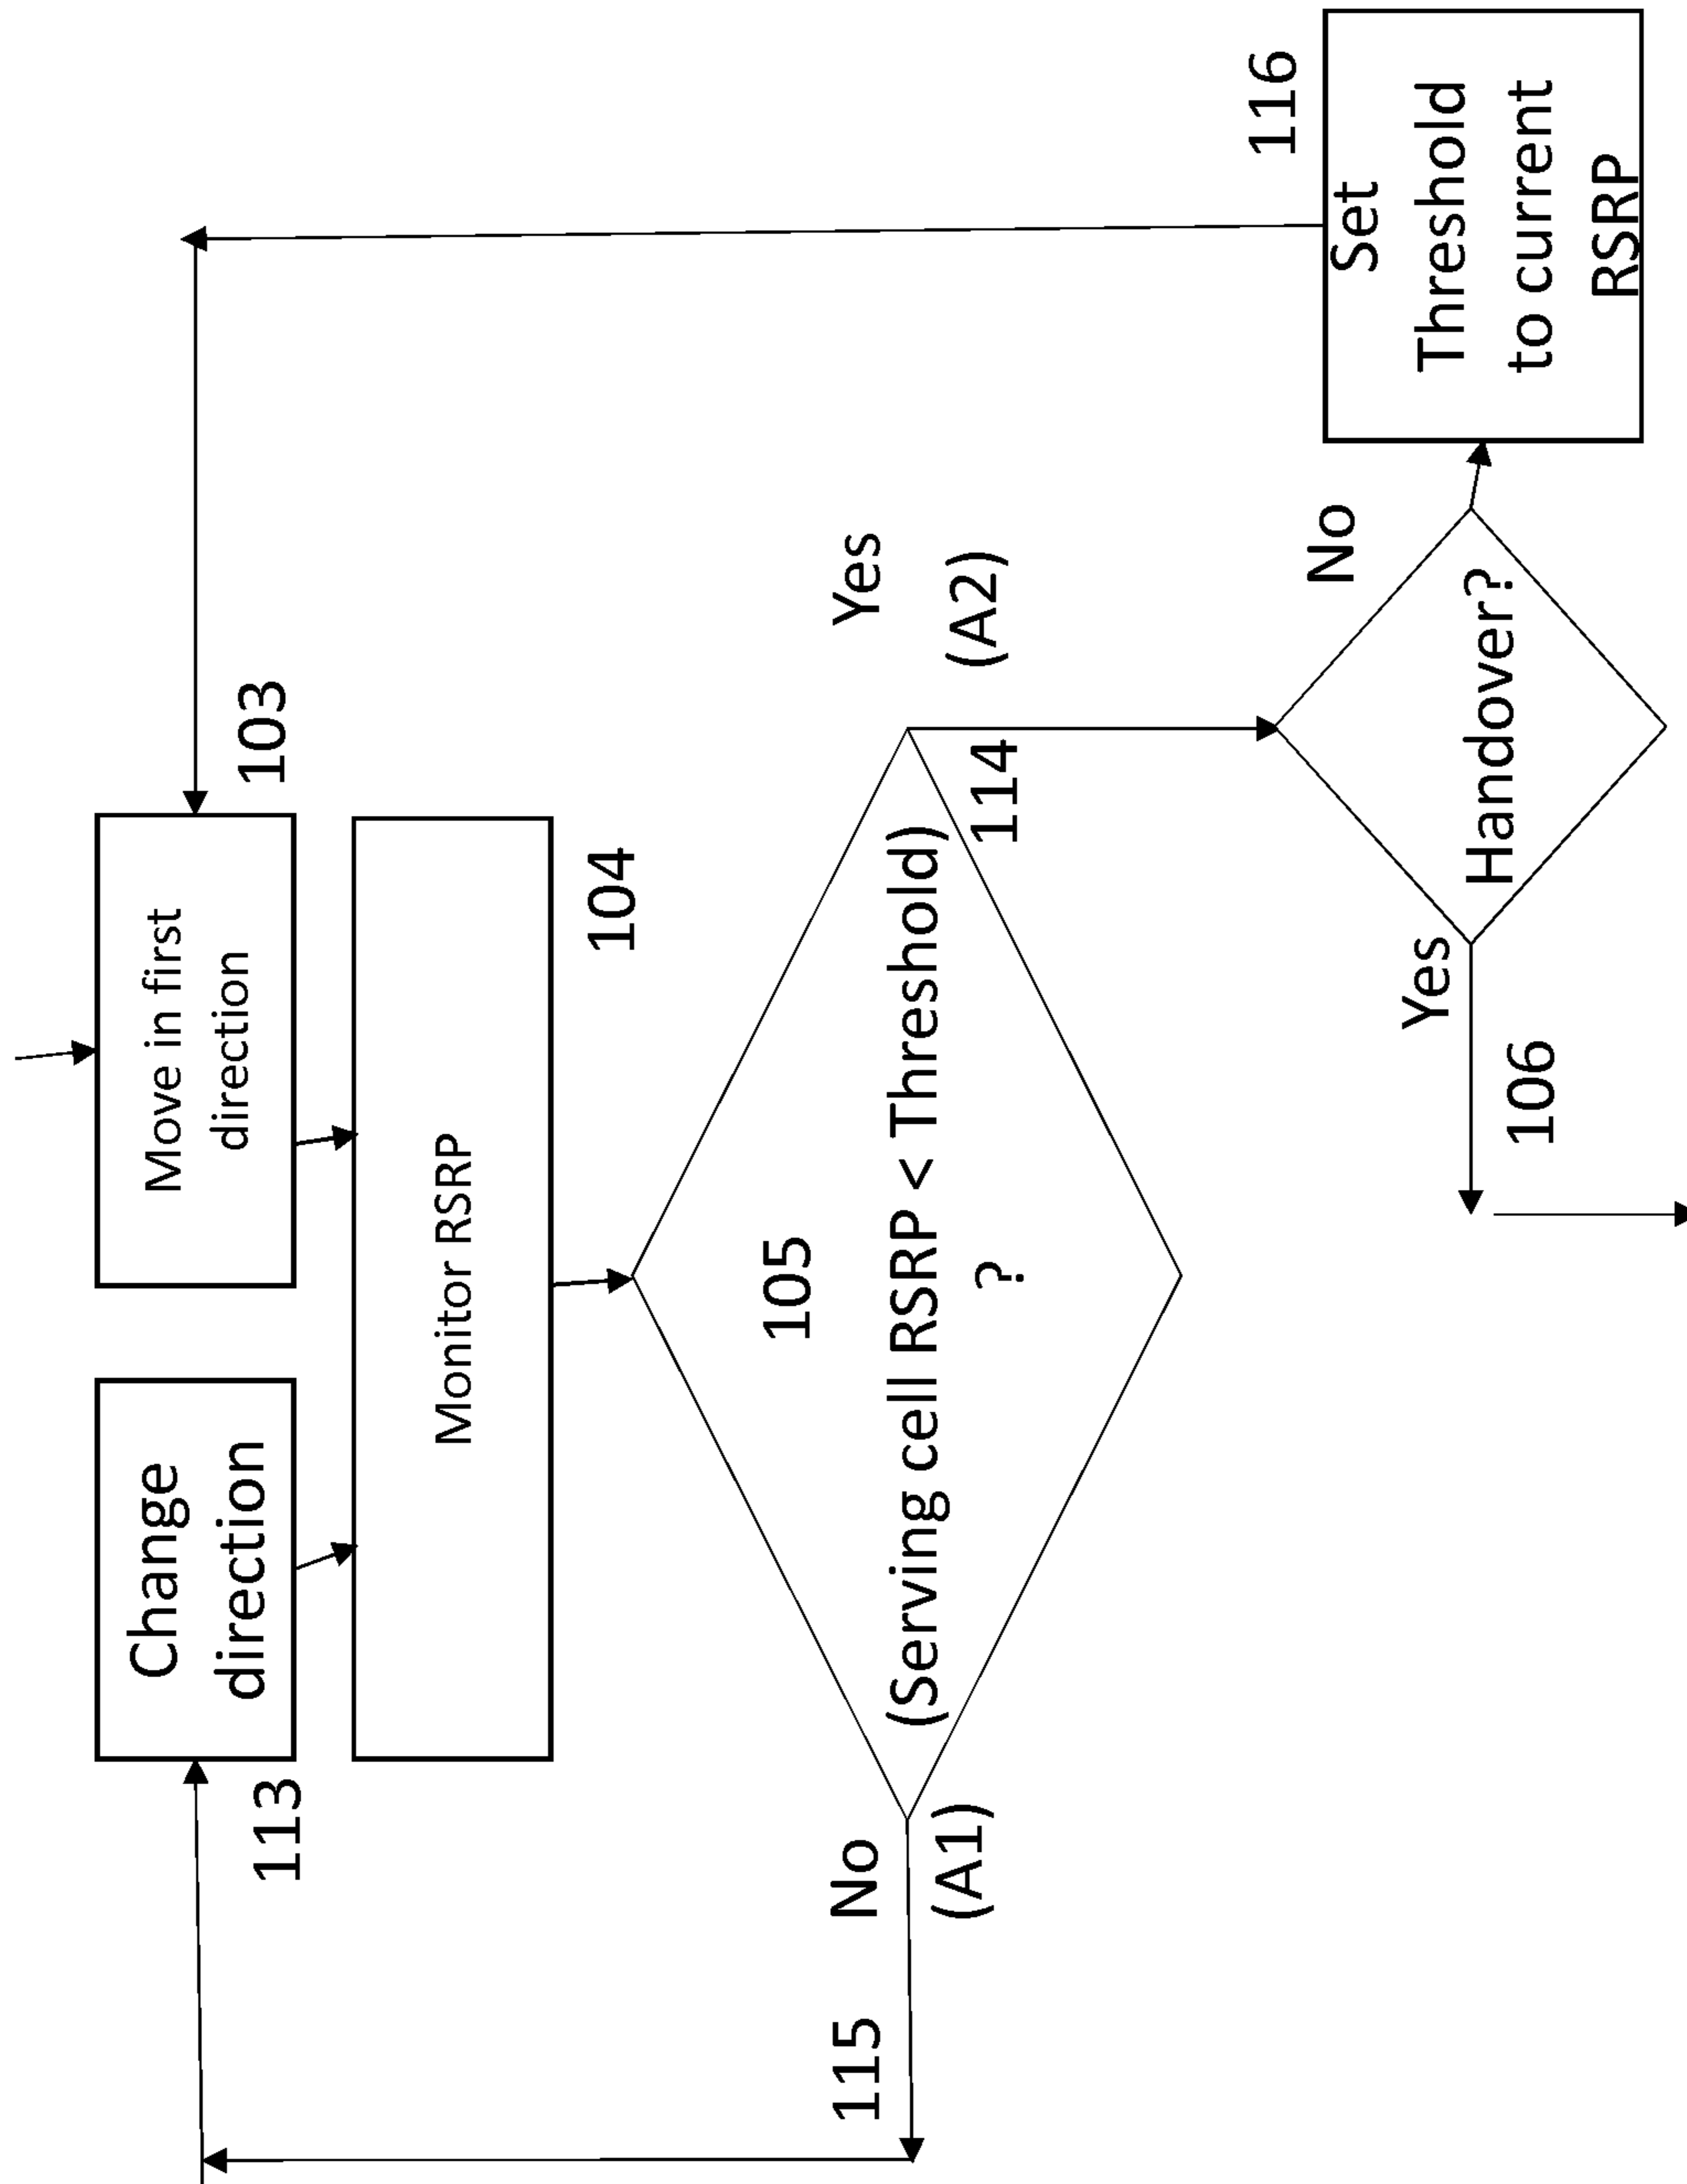 Change
direction
113
Move in first
direction
103
Monitor RSRP
104
105
(Serving cell RSRP < Threshold)
?
115
No
(A1)
Yes
(A2)
114
Handover?
Yes
106
No
116
Set
Threshold
to current
RSRP